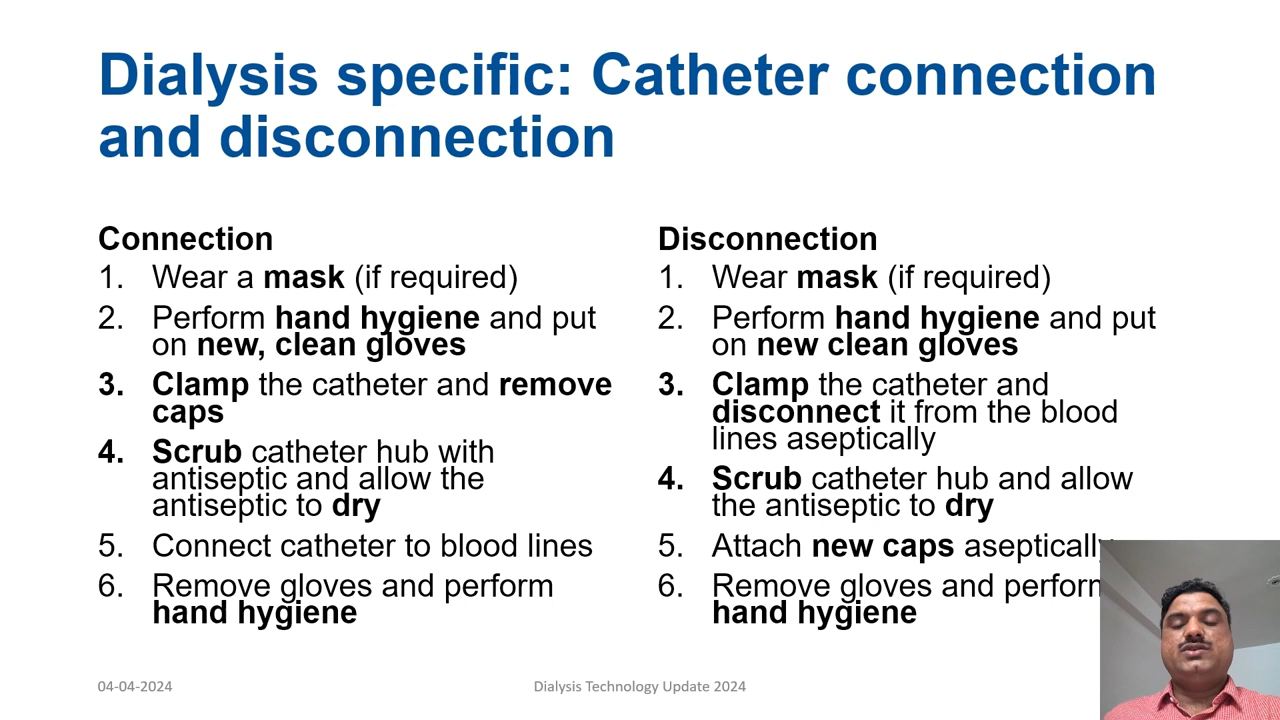 Dialysis specific: Catheter connection
and disconnection
Connection
1. Wear a mask (if required)
2. Perform hand hygiene and put
on new, clean gloves
3. Clamp the catheter and remove
caps
4. Scrub catheter hub with
antiseptic and allow the
antiseptic to dry
5. Connect catheter to blood lines
6. Remove gloves and perform
hand hygiene
Disconnection
1. Wear mask (if required)
2. Perform hand hygiene and put
on new clean gloves
3. Clamp the catheter and
disconnect it from the blood
lines aseptically
4. Scrub catheter hub and allow
the antiseptic to dry
5. Attach new caps aseptically
6. Remove gloves and perform
hand hygiene
04-04-2024
Dialysis Technology Update 2024